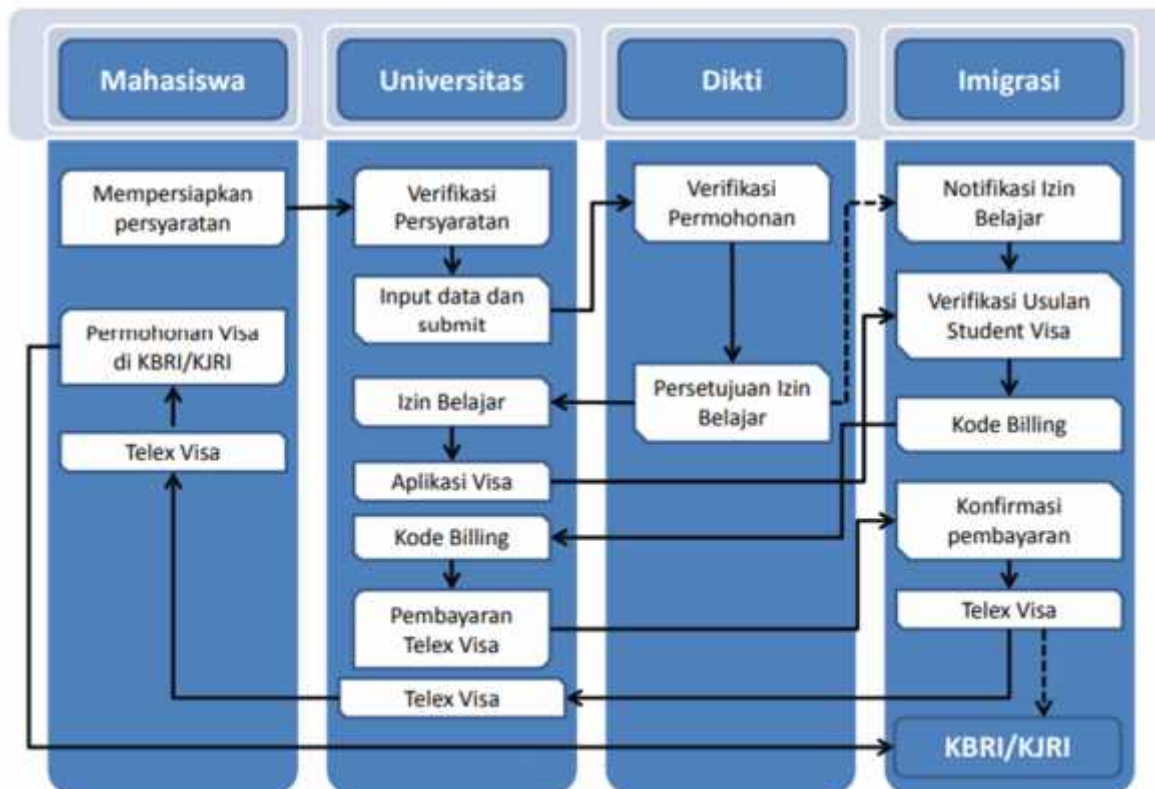 Mahasiswa
Universitas
Dikti
Imigrasi
Mempersiapkan
persyaratan
Permohonan Visa
di KBRI/KJRI
Telex Visa
Verifikasi
Persyaratan
Input data dan
submit
Izin Belajar
Aplikasi Visa
Kode Billing
Pembayaran
Telex Visa
Telex Visa
Verifikasi
Permohonan
Persetujuan Izin
Belajar
Notifikasi Izin
Belajar
Verifikasi Usulan
Student Visa
Kode Billing
Konfirmasi
pembayaran
Telex Visa
KBRI/KJRI